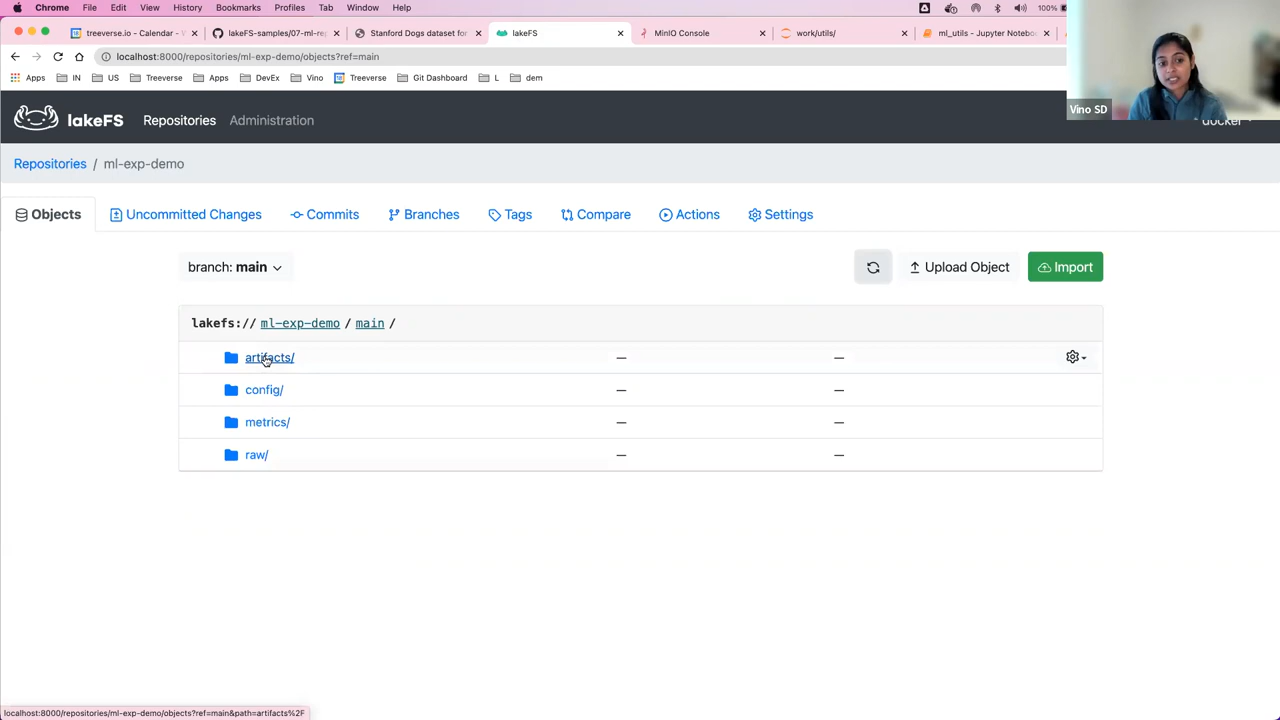 Chrome File Edit View History Bookmarks Profiles Tab Window Help 100%
treeverse.io - Calendar - V lakeFS-samples/07-ml-rep Stanford Dogs dataset for lakeFS MinIO Console work/utils/ ml_utils - Jupyter Notebo
localhost:8000/repositories/ml-exp-demo/objects?ref=main
Apps IN US Treeverse Apps DevEx Vino Treeverse Git Dashboard L dem
Vino SD
lakeFS Repositories Administration docker
Repositories / ml-exp-demo
Objects Uncommitted Changes Commits Branches Tags Compare Actions Settings
branch: main Upload Object Import
lakefs:// ml-exp-demo / main /
artifacts/ — —
config/ — —
metrics/ — —
raw/ — —
localhost:8000/repositories/ml-exp-demo/objects?ref=main&path=artifacts%2F